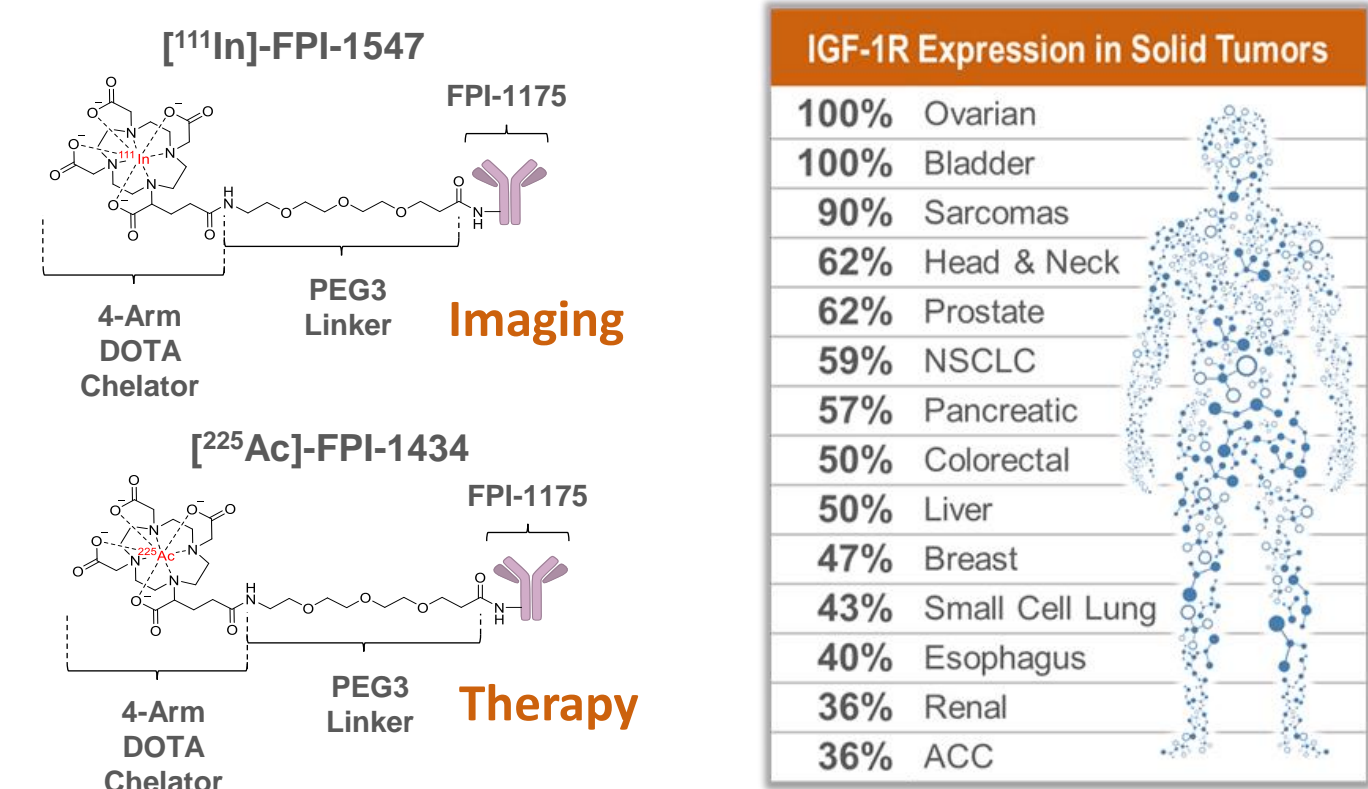 [¹¹¹In]-FPI-1547
FPI-1175
O
O⁻
O⁻
O
O⁻
O
N
N
N
N
¹¹¹In
O⁻
O
O
H
N
O
O
O
O
N
H
4-Arm
DOTA
Chelator
PEG3
Linker
Imaging
[²²⁵Ac]-FPI-1434
FPI-1175
O
O⁻
O⁻
O
O⁻
O
N
N
N
N
²²⁵Ac
O⁻
O
O
H
N
O
O
O
O
N
H
4-Arm
DOTA
Chelator
PEG3
Linker
Therapy
IGF-1R Expression in Solid Tumors
100% Ovarian
100% Bladder
90% Sarcomas
62% Head & Neck
62% Prostate
59% NSCLC
57% Pancreatic
50% Colorectal
50% Liver
47% Breast
43% Small Cell Lung
40% Esophagus
36% Renal
36% ACC